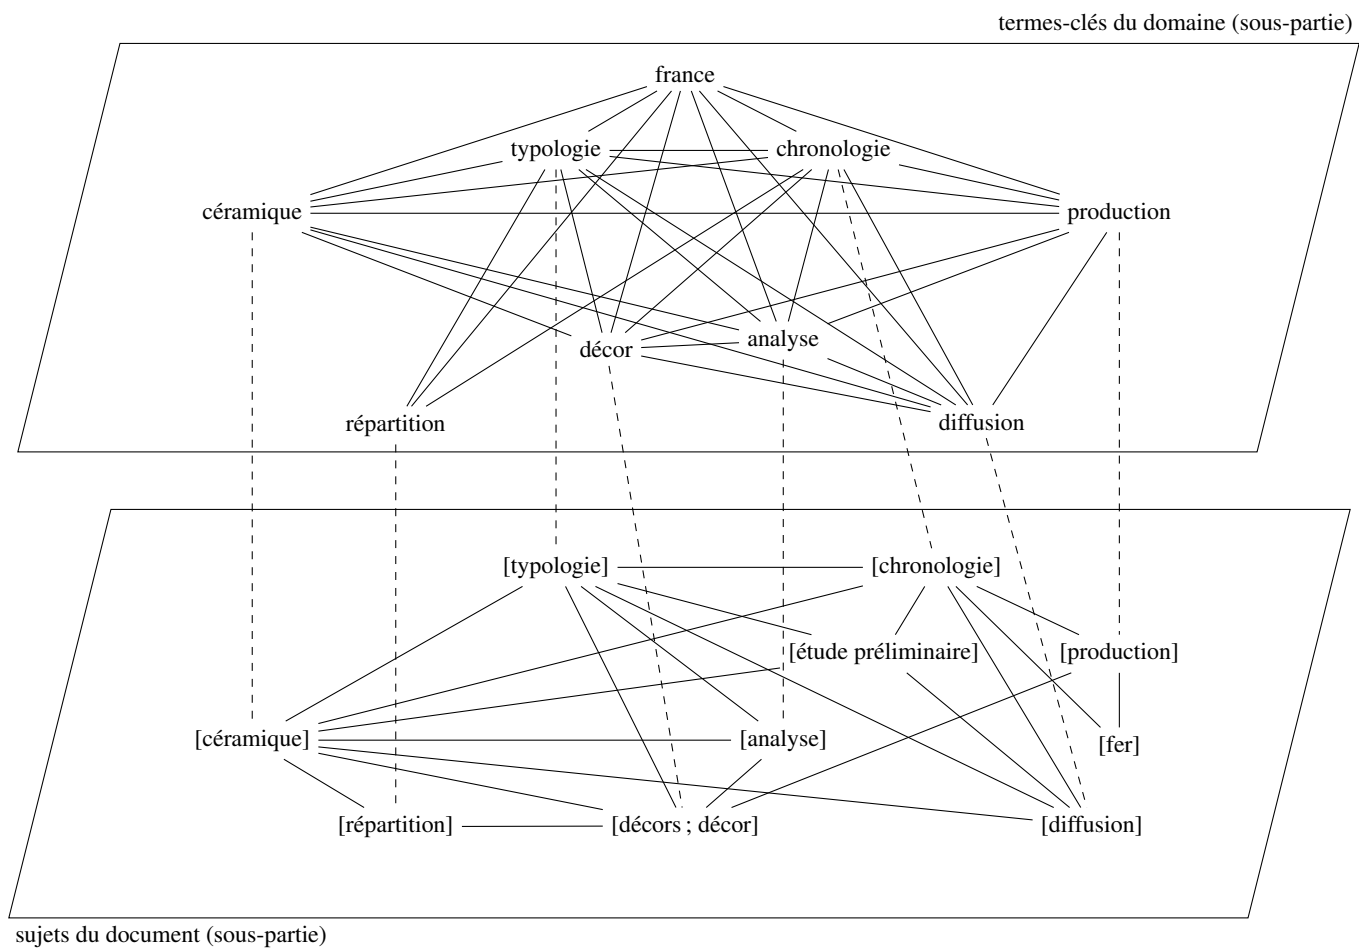 termes-clés du domaine (sous-partie)
france
typologie
chronologie
céramique
production
décor
analyse
répartition
diffusion
[typologie]
[chronologie]
[étude préliminaire]
[production]
[céramique]
[analyse]
[fer]
[répartition]
[décors ; décor]
[diffusion]
sujets du document (sous-partie)